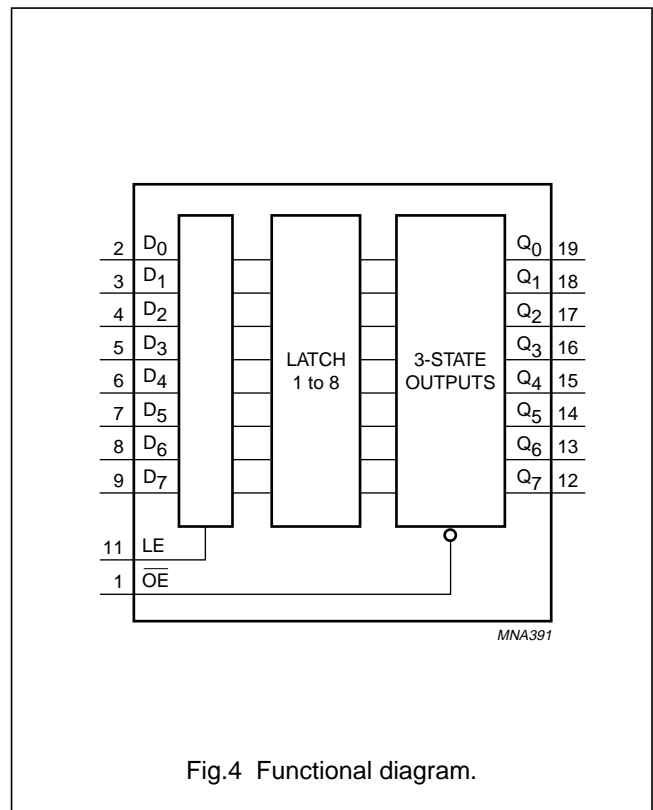 2 D0 Q0 19
3 D1 Q1 18
4 D2 Q2 17
5 D3 Q3 16
6 D4 LATCH 1 to 8 3-STATE OUTPUTS Q4 15
7 D5 Q5 14
8 D6 Q6 13
9 D7 Q7 12
11 LE
1 O̅E̅
MNA391
Fig.4 Functional diagram.